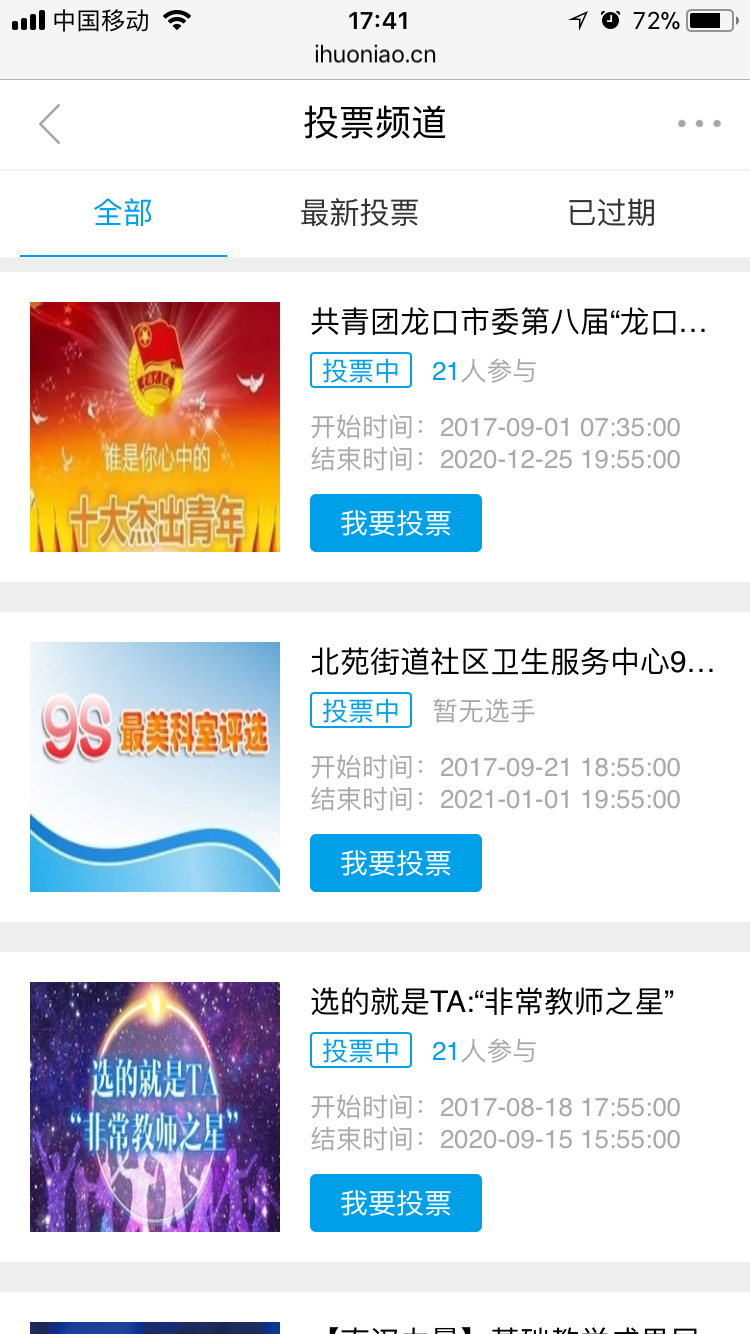 中国移动 17:41 72%
ihuoniao.cn
投票频道
全部 最新投票 已过期
谁是你心中的
十大杰出青年
共青团龙口市委第八届“龙口...
投票中 21人参与
开始时间：2017-09-01 07:35:00
结束时间：2020-12-25 19:55:00
我要投票
9S 最美科室评选
北苑街道社区卫生服务中心9...
投票中 暂无选手
开始时间：2017-09-21 18:55:00
结束时间：2021-01-01 19:55:00
我要投票
选的就是TA
“非常教师之星”
选的就是TA:“非常教师之星”
投票中 21人参与
开始时间：2017-08-18 17:55:00
结束时间：2020-09-15 15:55:00
我要投票